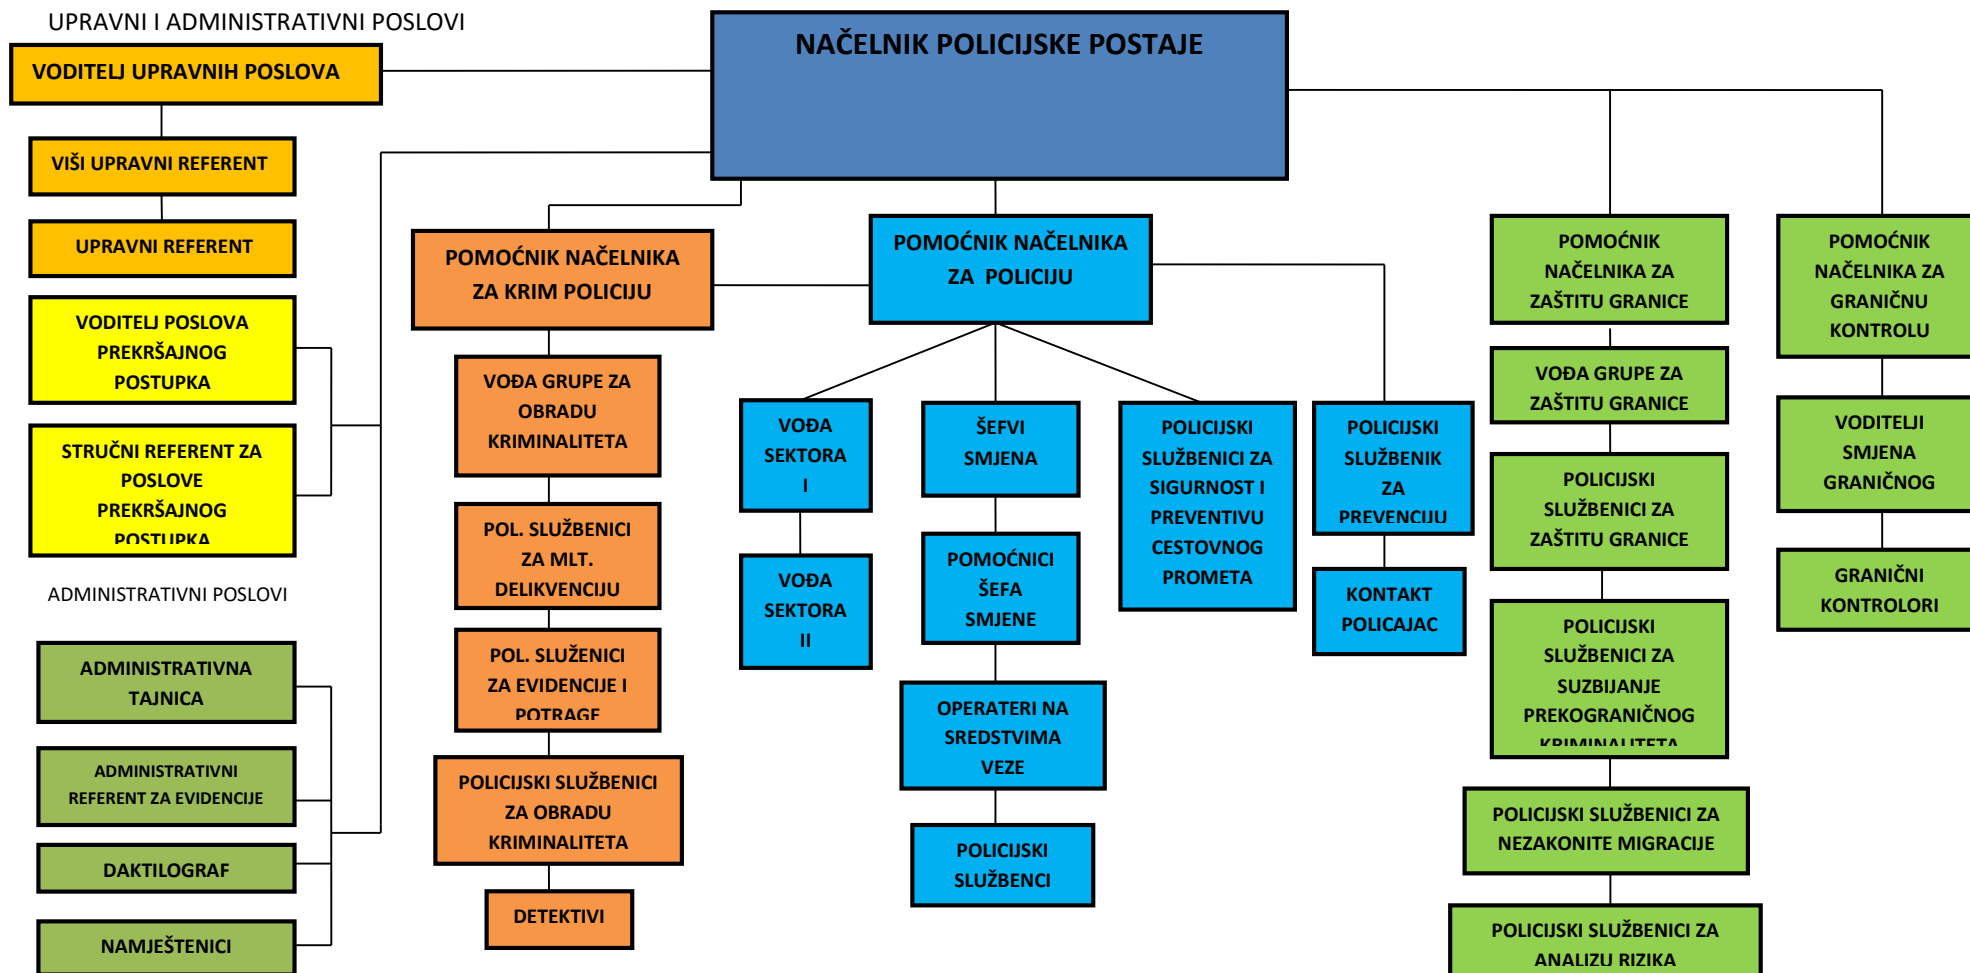 UPRAVNI I ADMINISTRATIVNI POSLOVI
NAČELNIK POLICIJSKE POSTAJE
VODITELJ UPRAVNIH POSLOVA
VIŠI UPRAVNI REFERENT
UPRAVNI REFERENT
VODITELJ POSLOVA
PREKRŠAJNOG
POSTUPKA
STRUČNI REFERENT ZA
POSLOVE
PREKRŠAJNOG
POSTUPKA
ADMINISTRATIVNI POSLOVI
ADMINISTRATIVNA
TAJNICA
ADMINISTRATIVNI
REFERENT ZA EVIDENCIJE
DAKTILOGRAF
NAMJEŠTENICI
POMOĆNIK NAČELNIKA
ZA KRIM POLICIJU
VOĐA GRUPE ZA
OBRADU
KRIMINALITETA
POL. SLUŽBENICI
ZA MLT.
DELIKVENCIJU
POL. SLUŽENICI
ZA EVIDENCIJE I
POTRAGE
POLICIJSKI SLUŽBENICI
ZA OBRADU
KRIMINALITETA
DETEKTIVI
POMOĆNIK NAČELNIKA
ZA POLICIJU
VOĐA
SEKTORA
I
VOĐA
SEKTORA
II
ŠEFVI
SMJENA
POMOĆNICI
ŠEFA
SMJENE
OPERATERI NA
SREDSTVIMA
VEZE
POLICIJSKI
SLUŽBENCI
POLICIJSKI
SLUŽBENICI ZA
SIGURNOST I
PREVENTIVU
CESTOVNOG
PROMETA
POLICIJSKI
SLUŽBENIK
ZA
PREVENCIJU
KONTAKT
POLICAJAC
POMOĆNIK
NAČELNIKA ZA
ZAŠTITU GRANICE
VOĐA GRUPE ZA
ZAŠTITU GRANICE
POLICIJSKI
SLUŽBENICI ZA
ZAŠTITU GRANICE
POLICIJSKI
SLUŽBENICI ZA
SUZBIJANJE
PREKOGRANIČNOG
KRIMINALITETA
POLICIJSKI SLUŽBENICI ZA
NEZAKONITE MIGRACIJE
POLICIJSKI SLUŽBENICI ZA
ANALIZU RIZIKA
POMOĆNIK
NAČELNIKA ZA
GRANIČNU
KONTROLU
VODITELJI
SMJENA
GRANIČNOG
GRANIČNI
KONTROLORI